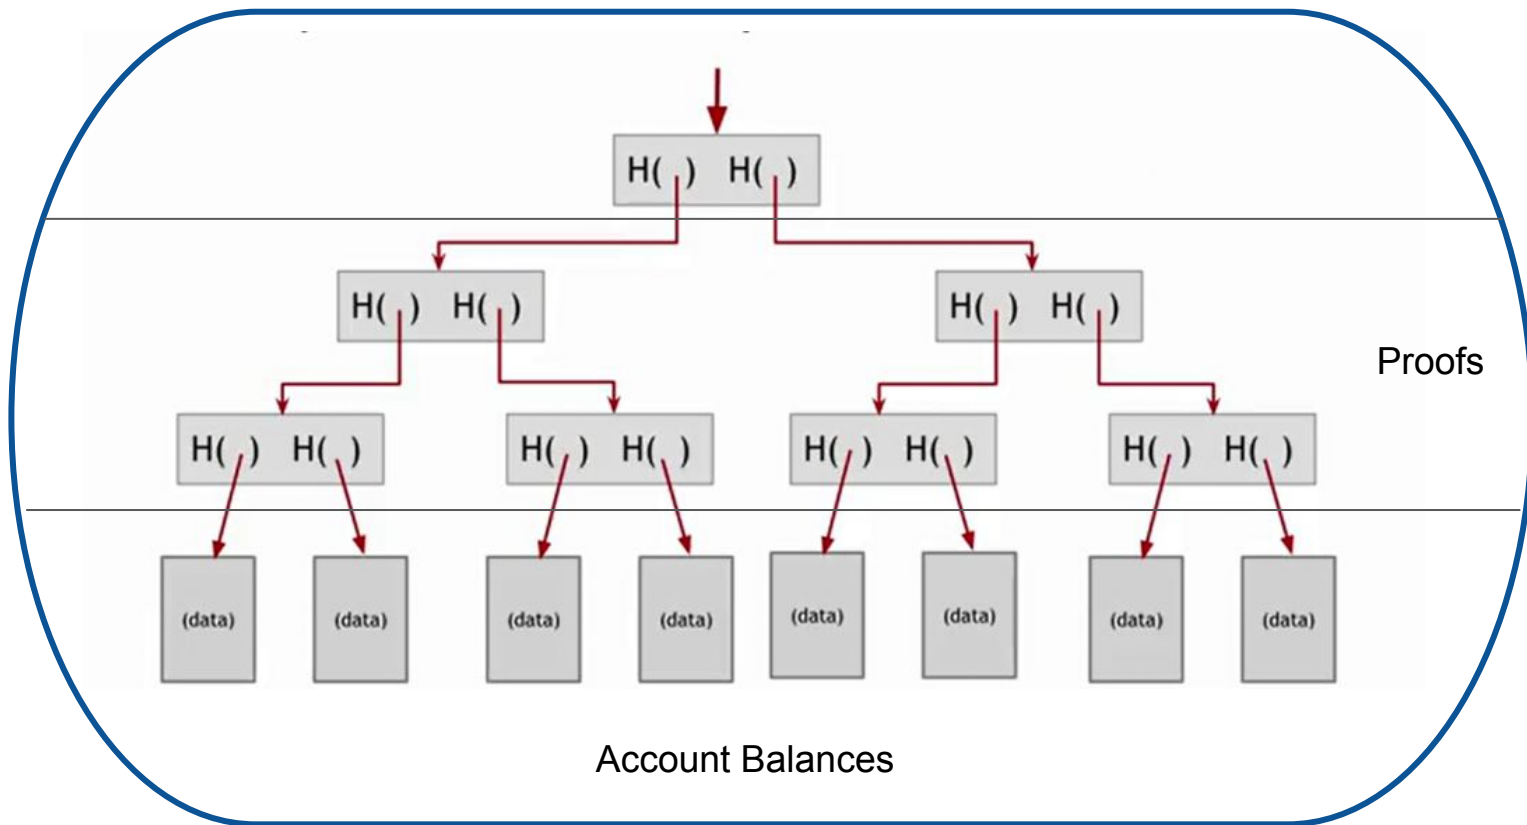 H( ) H( )
H( ) H( ) H( ) H( )
Proofs
H( ) H( ) H( ) H( ) H( ) H( ) H( ) H( )
(data) (data) (data) (data) (data) (data) (data) (data)
Account Balances